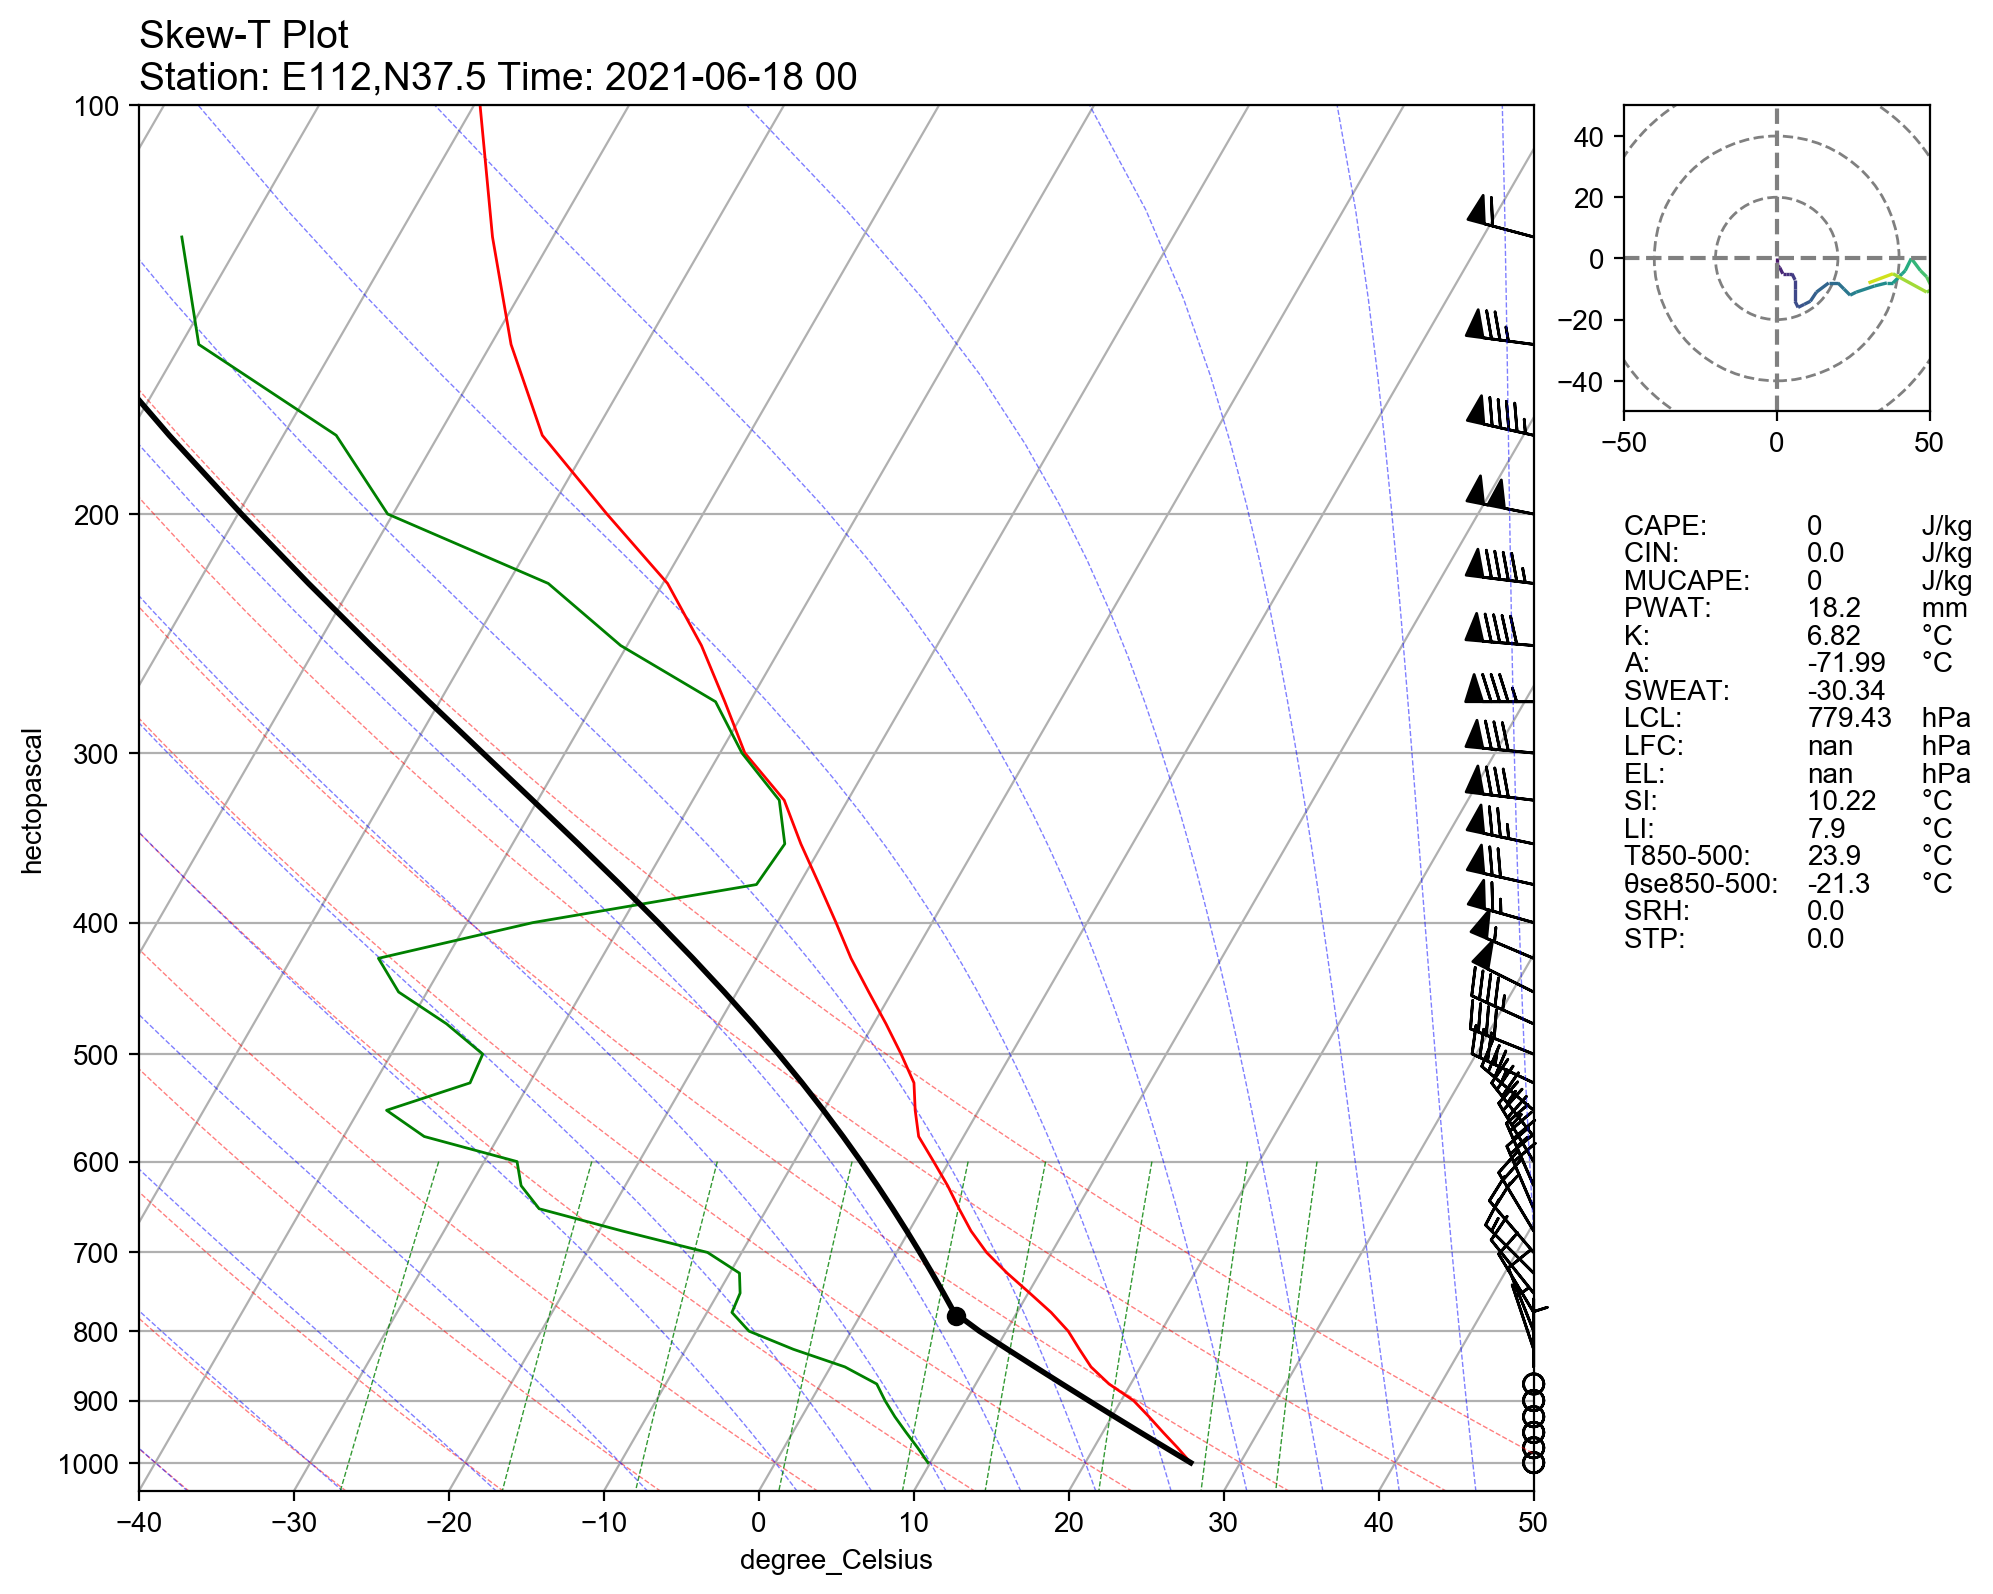 Skew-T Plot
Station: E112,N37.5 Time: 2021-06-18 00
100
200
300
400
500
600
700
800
900
1000
hectopascal
−40 −30 −20 −10 0 10 20 30 40 50
degree_Celsius
40
20
0
−20
−40
−50 0 50
CAPE: 0 J/kg
CIN: 0.0 J/kg
MUCAPE: 0 J/kg
PWAT: 18.2 mm
K: 6.82 °C
A: -71.99 °C
SWEAT: -30.34
LCL: 779.43 hPa
LFC: nan hPa
EL: nan hPa
SI: 10.22 °C
LI: 7.9 °C
T850-500: 23.9 °C
θse850-500: -21.3 °C
SRH: 0.0
STP: 0.0